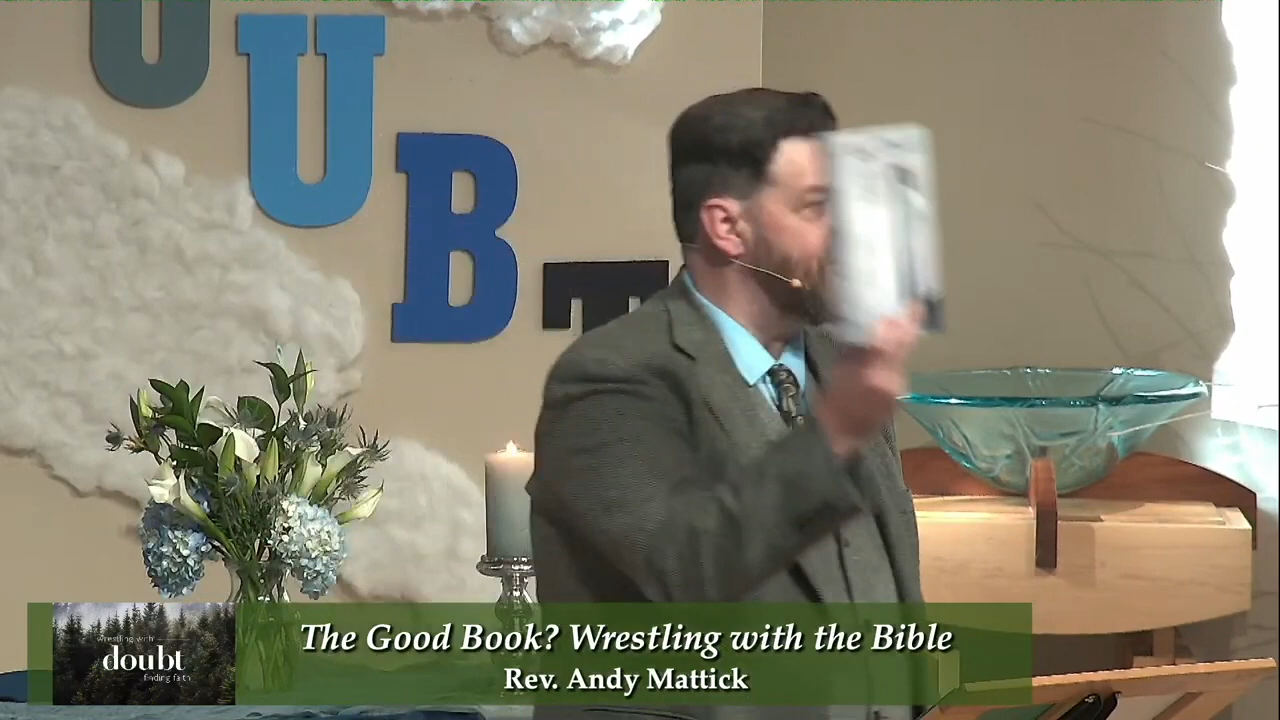 U
U
B
T
The Good Book? Wrestling with the Bible
Rev. Andy Mattick
wrestling with
doubt
finding faith